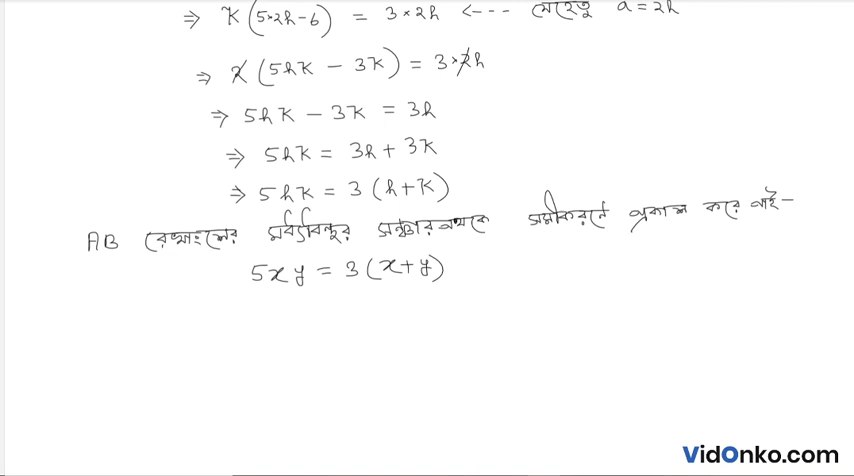 ⇒ K(5×2h-6) = 3×2h <--- যেহেতু a = 2h
⇒ 2(5hK - 3K) = 3×2h
⇒ 5hK - 3K = 3h
⇒ 5hK = 3h + 3K
⇒ 5hK = 3(h+K)
AB রেখাংশের মধ্যবিন্দুর সঞ্চারপথকে সমীকরণে প্রকাশ করে পাই-
5xy = 3(x+y)
VidOnko.com